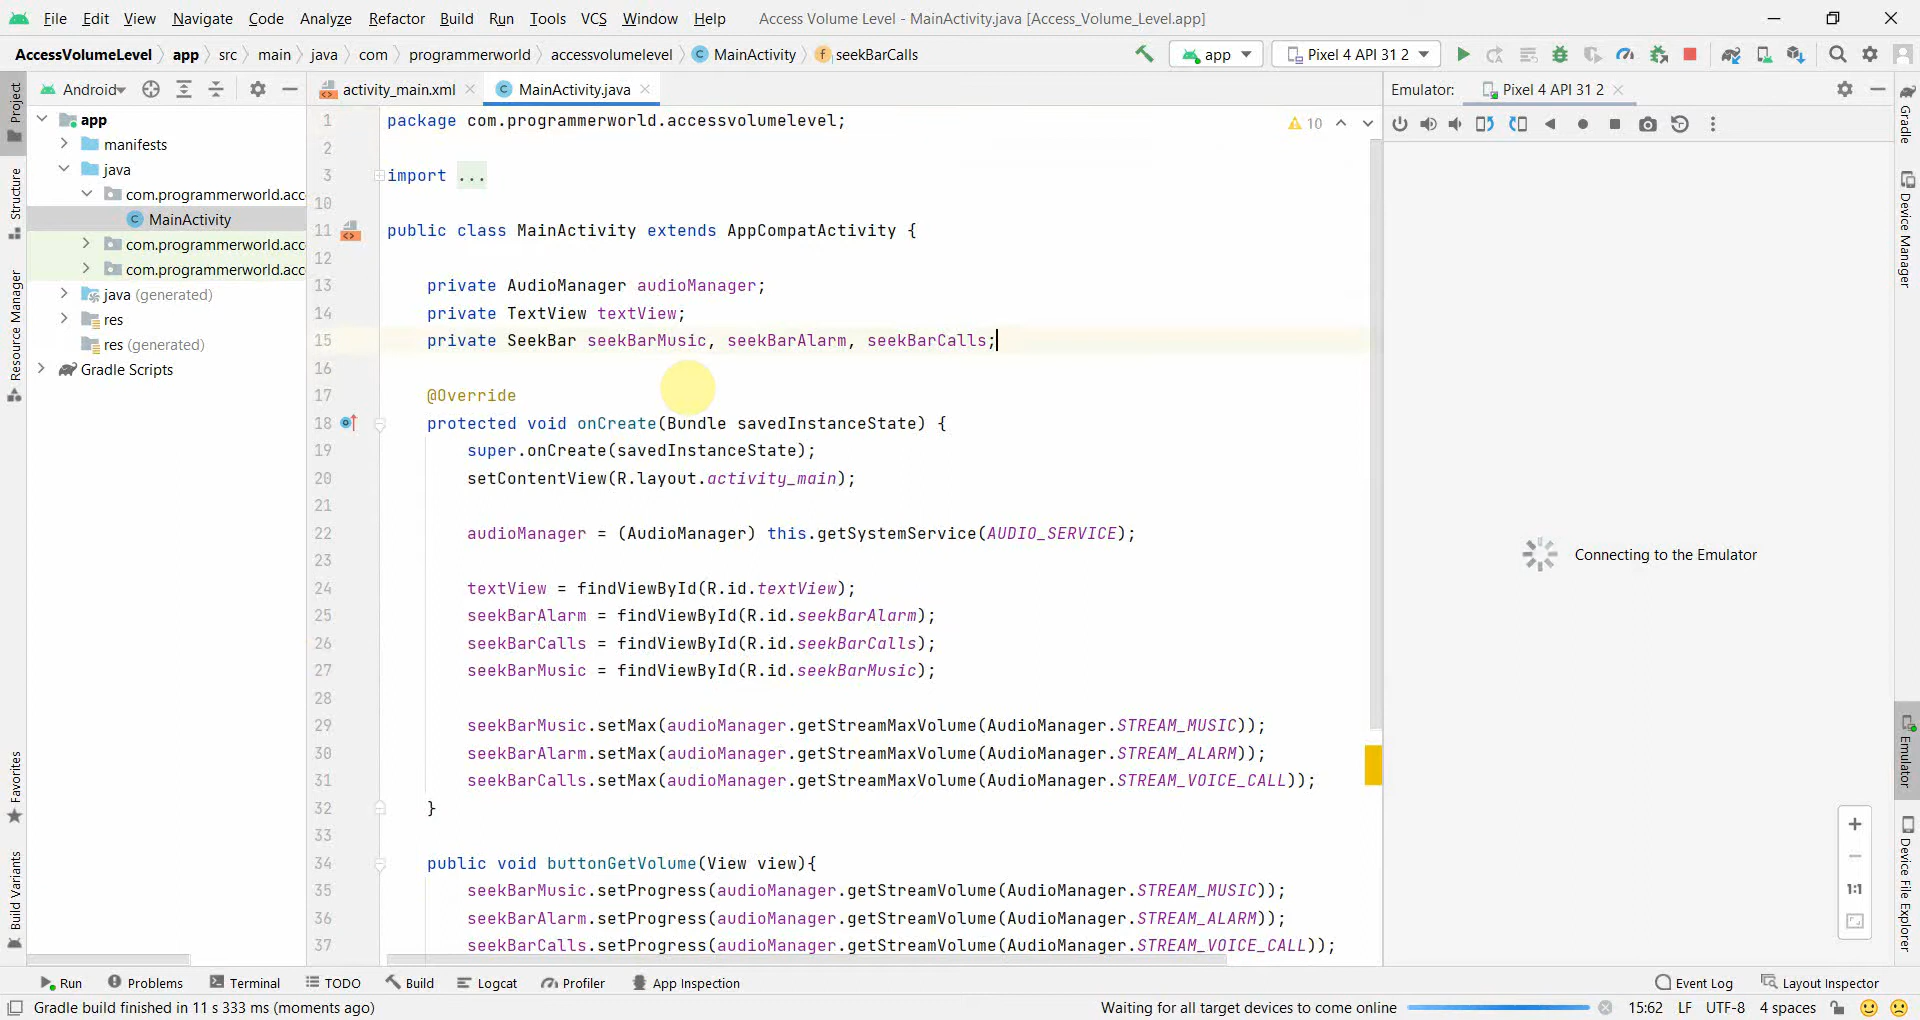 File Edit View Navigate Code Analyze Refactor Build Run Tools VCS Window Help Access Volume Level - MainActivity.java [Access_Volume_Level.app]
AccessVolumeLevel app src main java com programmerworld accessvolumelevel MainActivity seekBarCalls app Pixel 4 API 31 2
Android activity_main.xml MainActivity.java Emulator: Pixel 4 API 31 2
Project
Structure
Resource Manager
Favorites
Build Variants
app
manifests
java
com.programmerworld.acc
MainActivity
com.programmerworld.acc
com.programmerworld.acc
java (generated)
res
res (generated)
Gradle Scripts
10
1 package com.programmerworld.accessvolumelevel;
2
3 import ...
10
11 public class MainActivity extends AppCompatActivity {
12
13 private AudioManager audioManager;
14 private TextView textView;
15 private SeekBar seekBarMusic, seekBarAlarm, seekBarCalls;
16
17 @Override
18 protected void onCreate(Bundle savedInstanceState) {
19 super.onCreate(savedInstanceState);
20 setContentView(R.layout.activity_main);
21
22 audioManager = (AudioManager) this.getSystemService(AUDIO_SERVICE);
23
24 textView = findViewById(R.id.textView);
25 seekBarAlarm = findViewById(R.id.seekBarAlarm);
26 seekBarCalls = findViewById(R.id.seekBarCalls);
27 seekBarMusic = findViewById(R.id.seekBarMusic);
28
29 seekBarMusic.setMax(audioManager.getStreamMaxVolume(AudioManager.STREAM_MUSIC));
30 seekBarAlarm.setMax(audioManager.getStreamMaxVolume(AudioManager.STREAM_ALARM));
31 seekBarCalls.setMax(audioManager.getStreamMaxVolume(AudioManager.STREAM_VOICE_CALL));
32 }
33
34 public void buttonGetVolume(View view){
35 seekBarMusic.setProgress(audioManager.getStreamVolume(AudioManager.STREAM_MUSIC));
36 seekBarAlarm.setProgress(audioManager.getStreamVolume(AudioManager.STREAM_ALARM));
37 seekBarCalls.setProgress(audioManager.getStreamVolume(AudioManager.STREAM_VOICE_CALL));
Connecting to the Emulator
1:1
Gradle
Device Manager
Emulator
Device File Explorer
Run Problems Terminal TODO Build Logcat Profiler App Inspection Event Log Layout Inspector
Gradle build finished in 11 s 333 ms (moments ago) Waiting for all target devices to come online 15:62 LF UTF-8 4 spaces